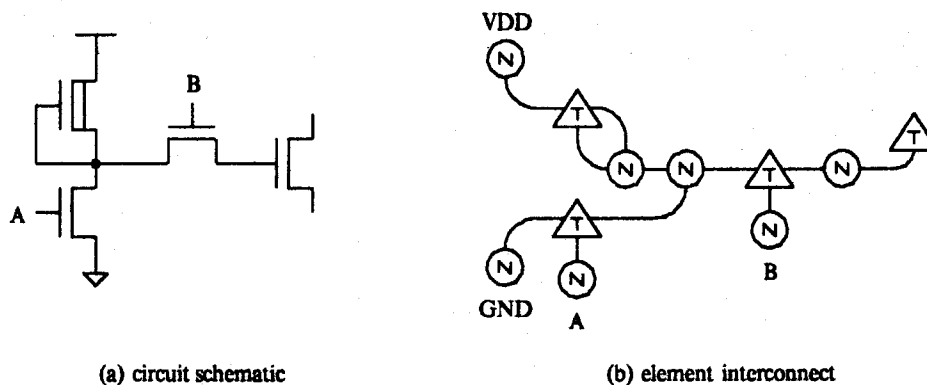 VDD
B
T
T
N
N
N
T
N
A
T
N
N
N
B
GND
A
(a) circuit schematic
(b) element interconnect